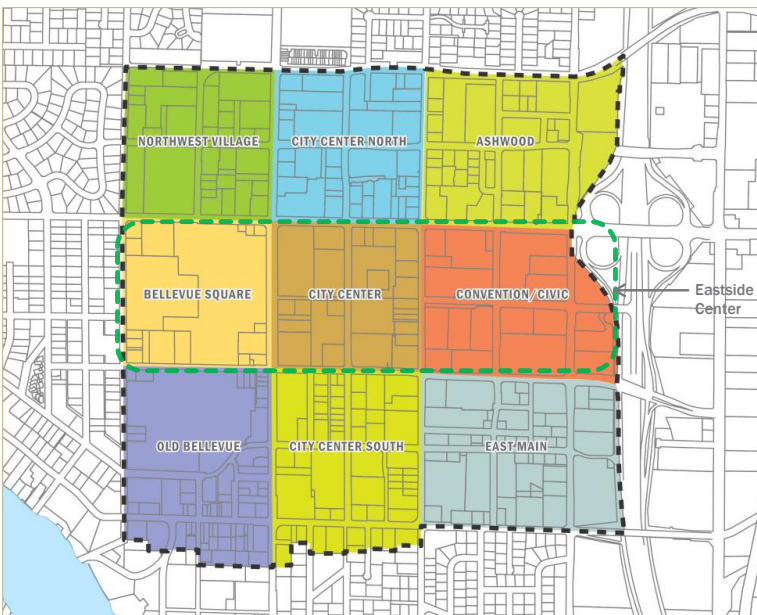 NORTHWEST VILLAGE
CITY CENTER NORTH
ASHWOOD
BELLEVUE SQUARE
CITY CENTER
CONVENTION/CIVIC
Eastside
Center
OLD BELLEVUE
CITY CENTER SOUTH
EAST MAIN